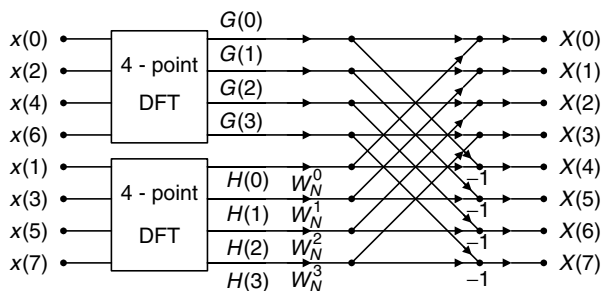 G(0)
x(0) X(0)
G(1)
x(2) 4 - point X(1)
G(2)
x(4) DFT X(2)
G(3)
x(6) X(3)
x(1) X(4)
H(0) W_N^0 −1
x(3) 4 - point X(5)
H(1) W_N^1 −1
x(5) DFT X(6)
H(2) W_N^2 −1
x(7) X(7)
H(3) W_N^3 −1